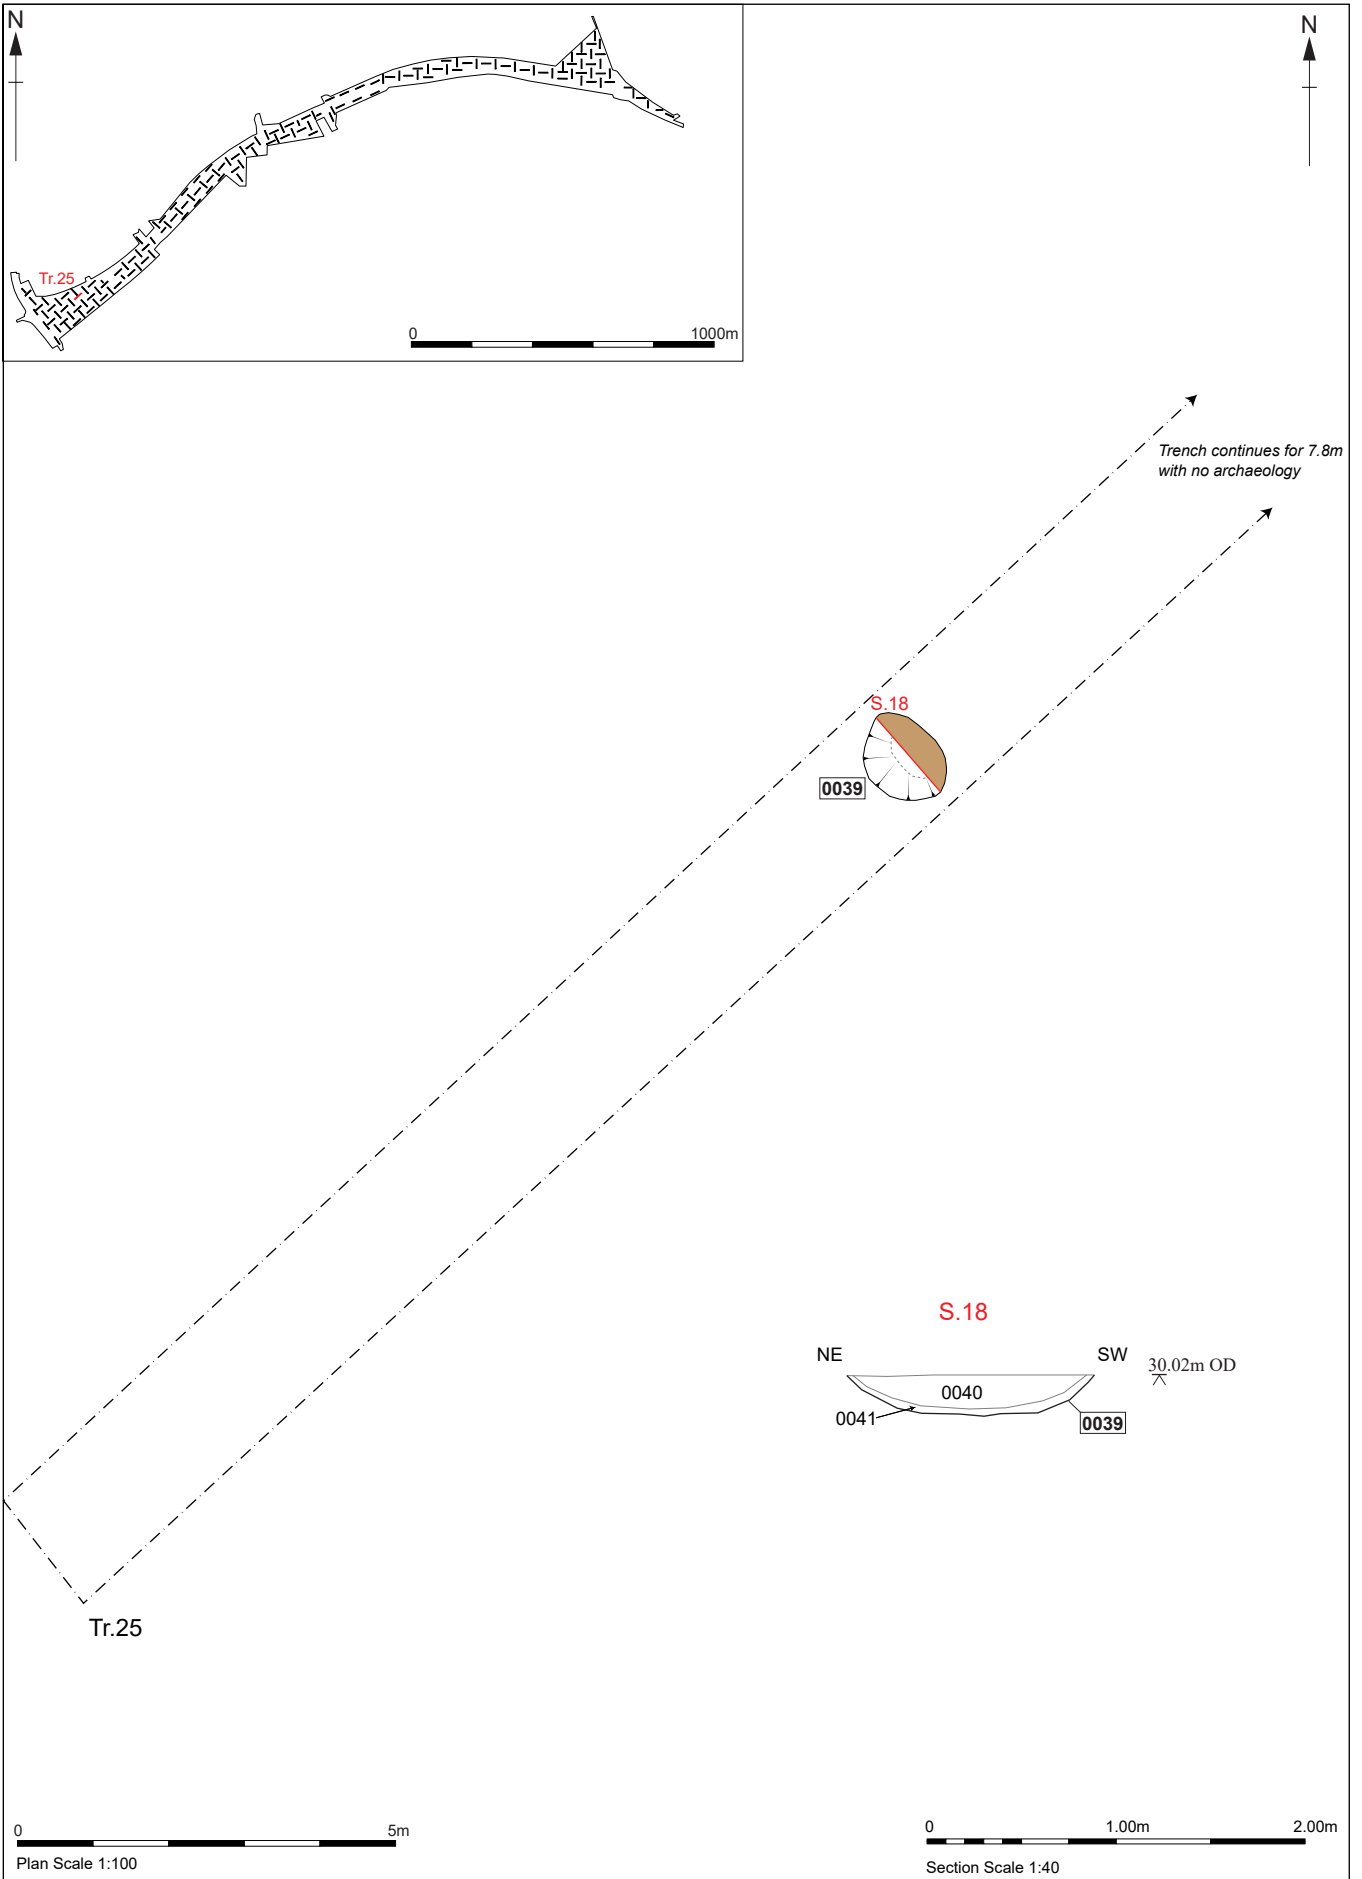 N
N
Tr.25
0 1000m
Trench continues for 7.8m
with no archaeology
S.18
0039
S.18
NE SW 30.02m OD
0040
0041
0039
Tr.25
0 5m
Plan Scale 1:100
0 1.00m 2.00m
Section Scale 1:40